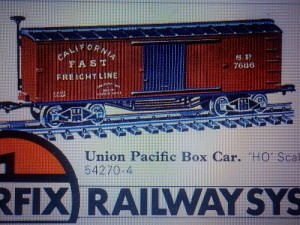 CALIFORNIA
FAST
FREIGHT LINE
S.P.
7686
Union Pacific Box Car. "HO" Scal
54270-4
RFIX RAILWAY SYS